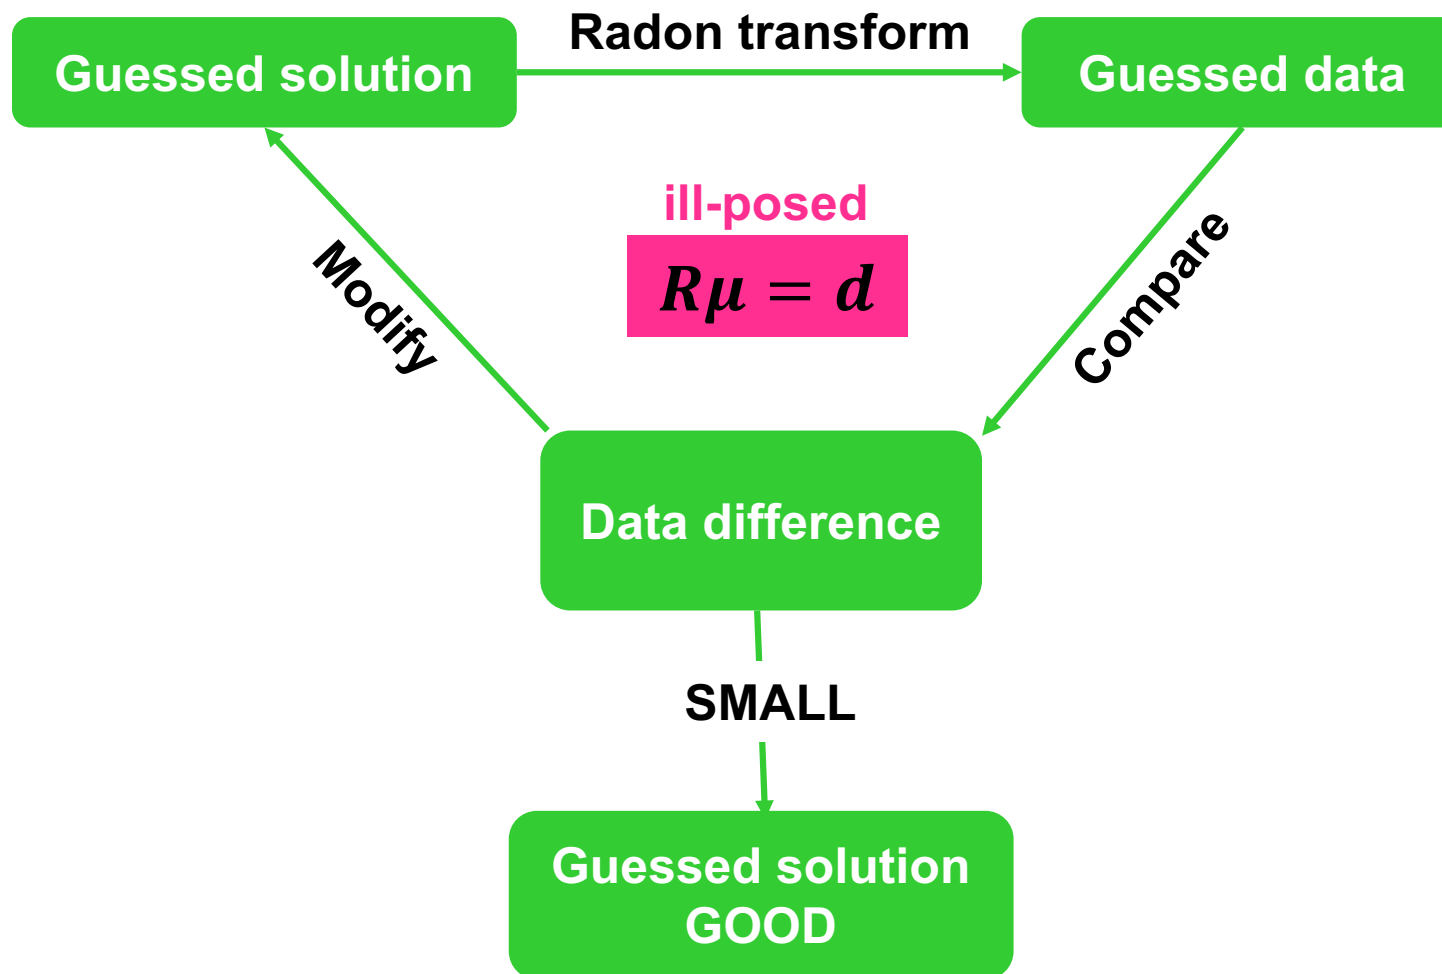 Radon transform
Guessed solution
Guessed data
ill-posed
Rμ = d
Modify
Compare
Data difference
SMALL
Guessed solution
GOOD